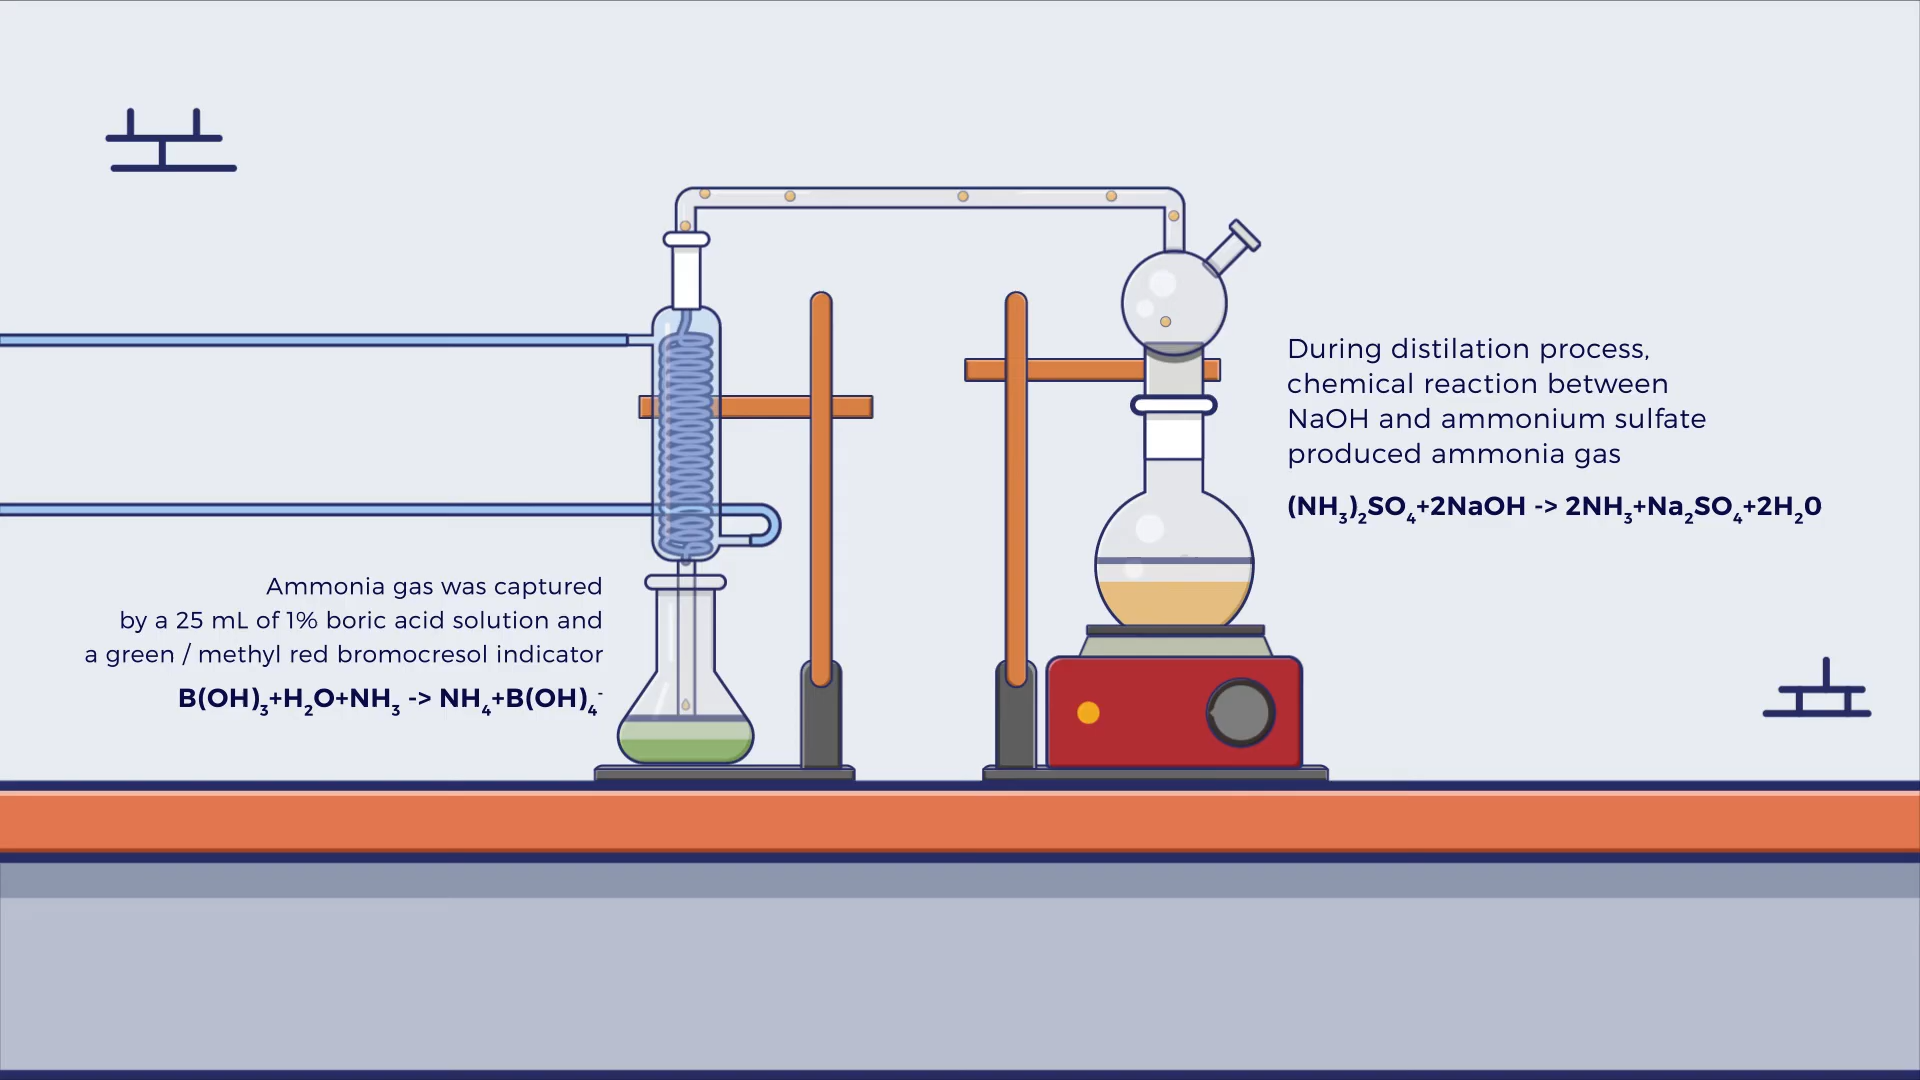 During distilation process,
chemical reaction between
NaOH and ammonium sulfate
produced ammonia gas
(NH₃)₂SO₄+2NaOH -> 2NH₃+Na₂SO₄+2H₂0
Ammonia gas was captured
by a 25 mL of 1% boric acid solution and
a green / methyl red bromocresol indicator
B(OH)₃+H₂O+NH₃ -> NH₄+B(OH)₄⁻